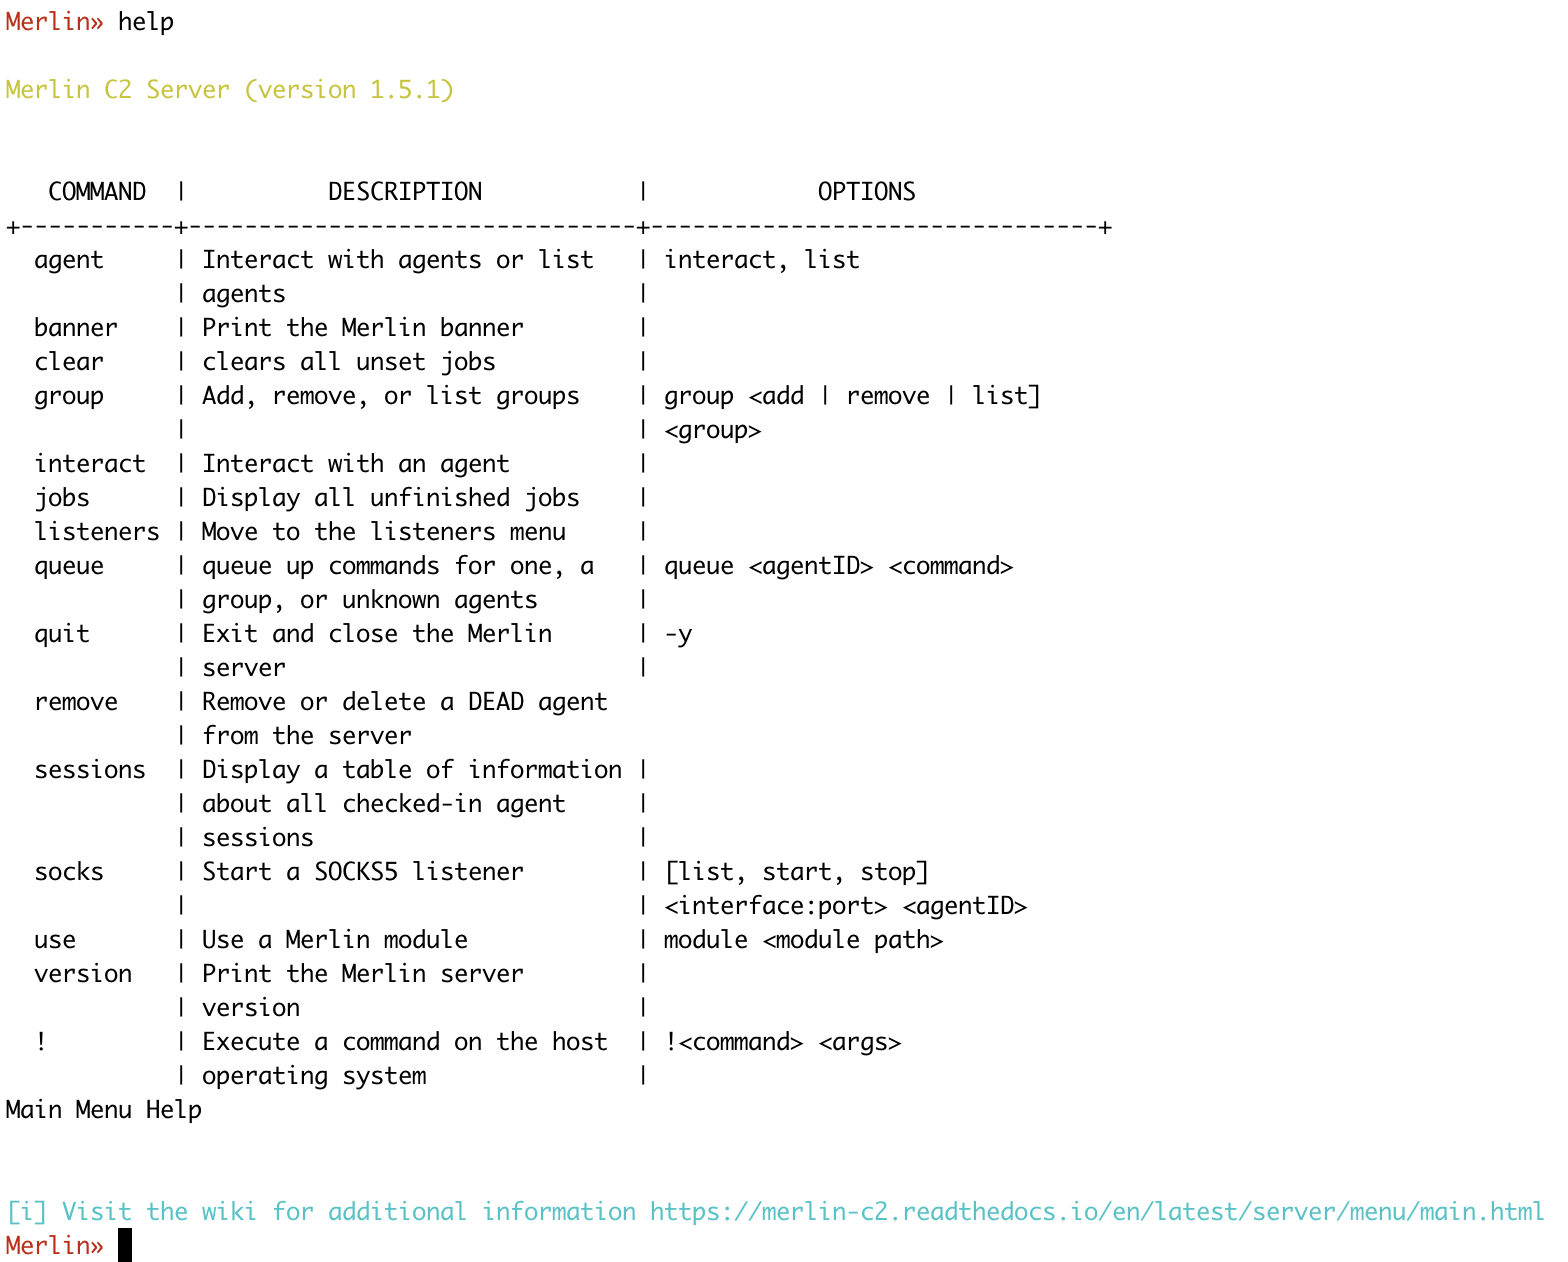 Merlin» help
Merlin C2 Server (version 1.5.1)
   COMMAND  |          DESCRIPTION           |            OPTIONS
+-----------+--------------------------------+--------------------------------+
  agent     | Interact with agents or list   | interact, list
            | agents                         |
  banner    | Print the Merlin banner        |
  clear     | clears all unset jobs          |
  group     | Add, remove, or list groups    | group <add | remove | list]
            |                                | <group>
  interact  | Interact with an agent         |
  jobs      | Display all unfinished jobs    |
  listeners | Move to the listeners menu     |
  queue     | queue up commands for one, a   | queue <agentID> <command>
            | group, or unknown agents       |
  quit      | Exit and close the Merlin      | -y
            | server                         |
  remove    | Remove or delete a DEAD agent
            | from the server
  sessions  | Display a table of information |
            | about all checked-in agent     |
            | sessions                       |
  socks     | Start a SOCKS5 listener        | [list, start, stop]
            |                                | <interface:port> <agentID>
  use       | Use a Merlin module            | module <module path>
  version   | Print the Merlin server        |
            | version                        |
  !         | Execute a command on the host  | !<command> <args>
            | operating system               |
Main Menu Help
[i] Visit the wiki for additional information https://merlin-c2.readthedocs.io/en/latest/server/menu/main.html
Merlin»